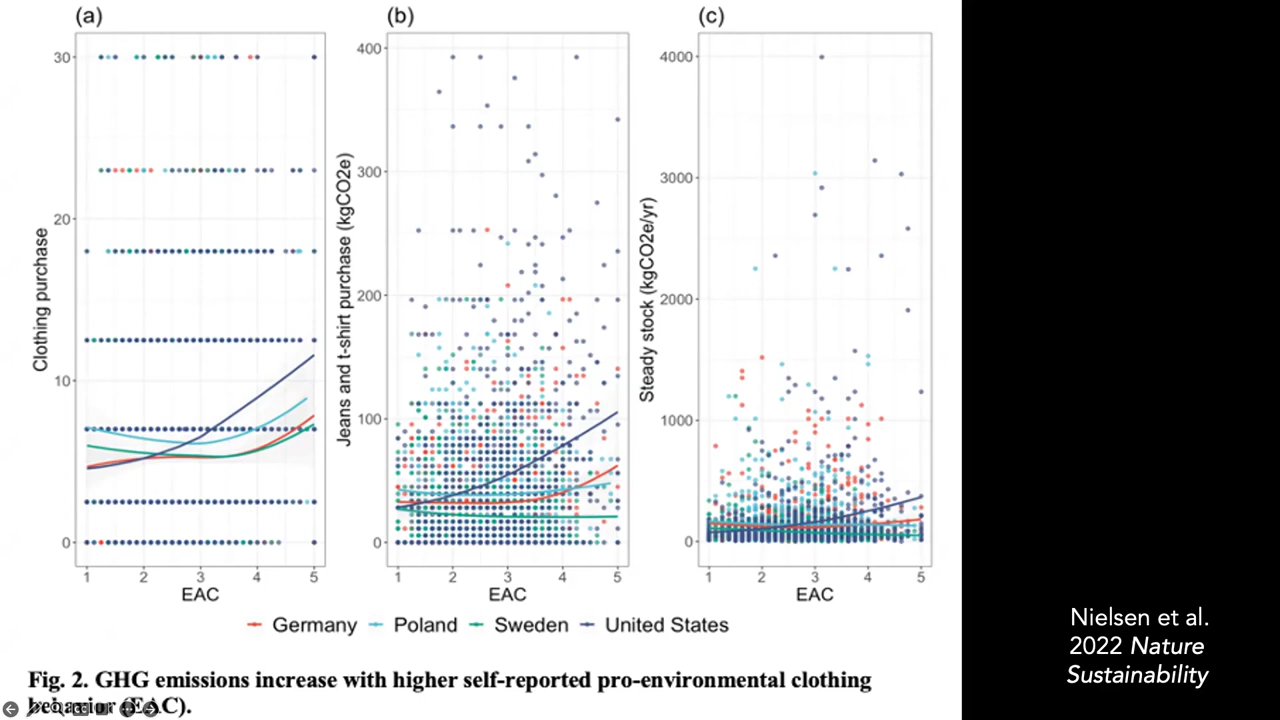 (a)
(b)
(c)
30
20
10
0
Clothing purchase
1 2 3 4 5
EAC
400
300
200
100
0
Jeans and t-shirt purchase (kgCO2e)
1 2 3 4 5
EAC
4000
3000
2000
1000
0
Steady stock (kgCO2e/yr)
1 2 3 4 5
EAC
Germany Poland Sweden United States
Fig. 2. GHG emissions increase with higher self-reported pro-environmental clothing
behavior (EAC).
Nielsen et al.
2022 Nature
Sustainability